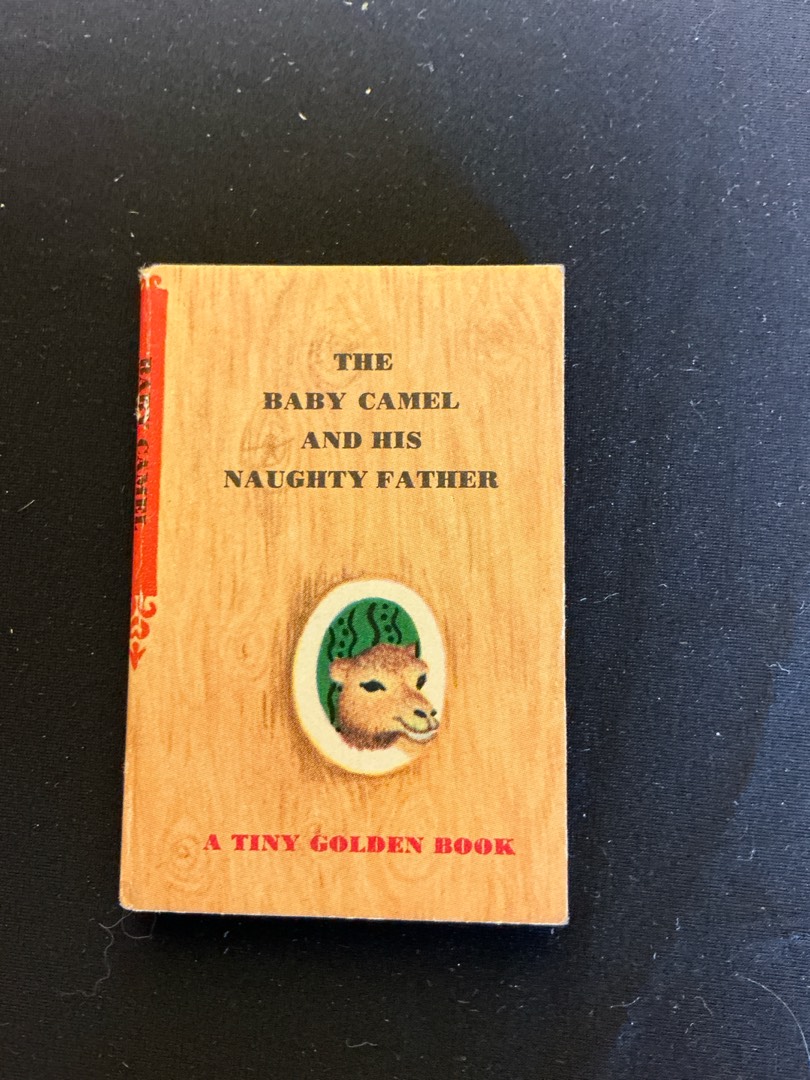 THE
BABY CAMEL
AND HIS
NAUGHTY FATHER
A TINY GOLDEN BOOK
BABY CAMEL